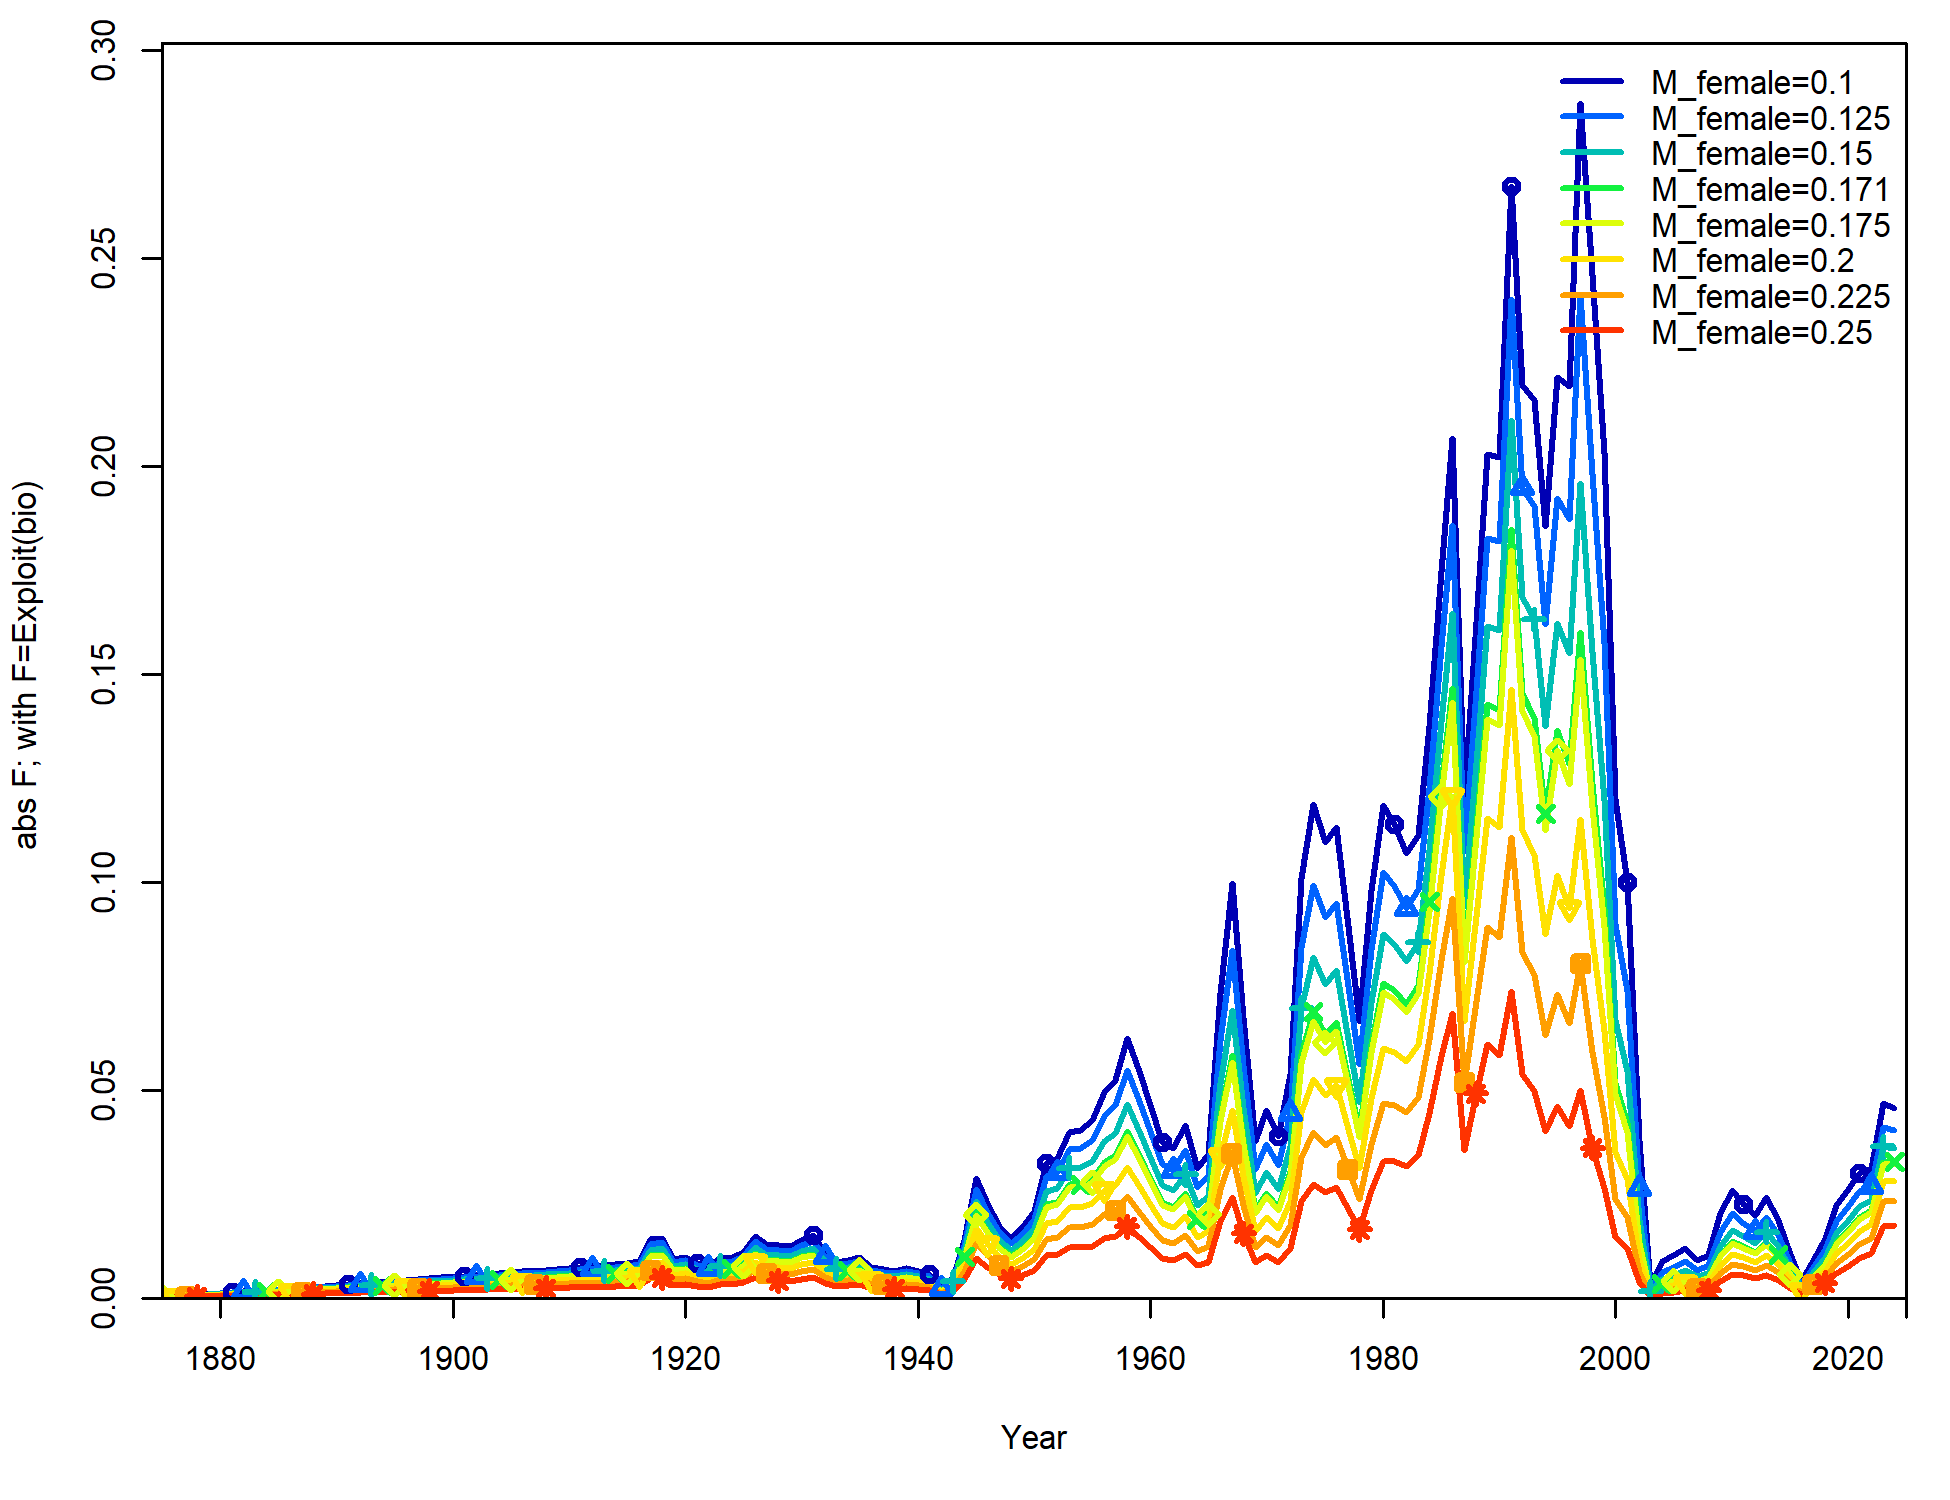 0.30
0.25
0.20
0.15
0.10
0.05
0.00
abs F; with F=Exploit(bio)
M_female=0.1
M_female=0.125
M_female=0.15
M_female=0.171
M_female=0.175
M_female=0.2
M_female=0.225
M_female=0.25
1880 1900 1920 1940 1960 1980 2000 2020
Year